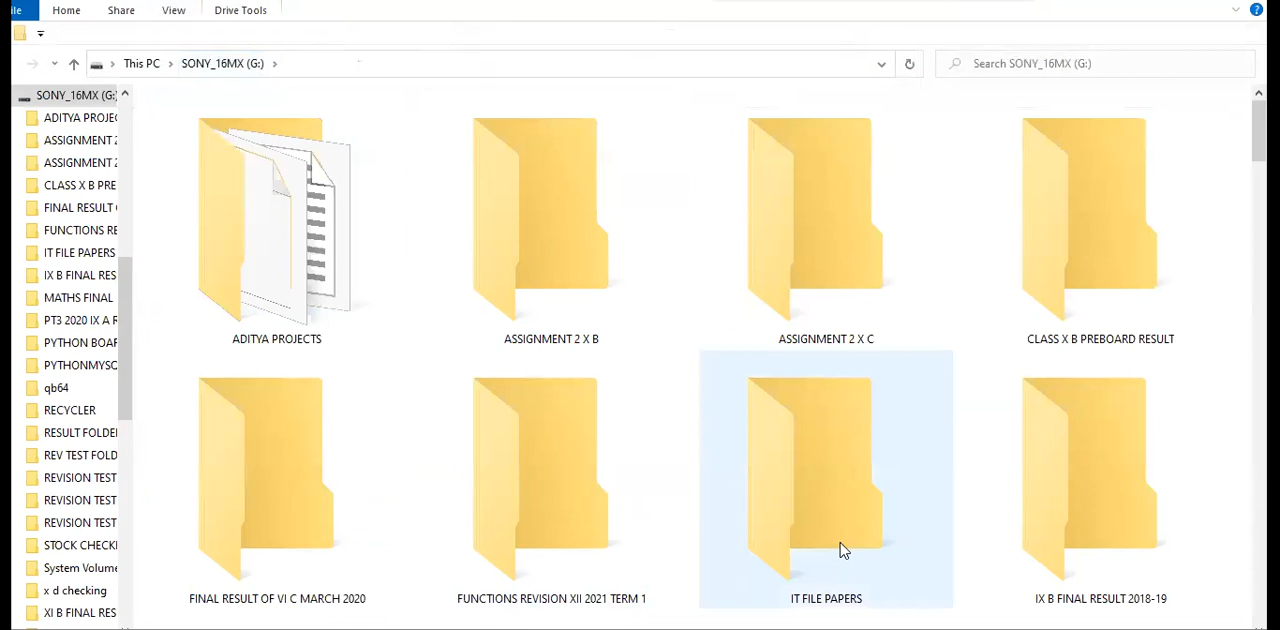 ile Home Share View Drive Tools
This PC > SONY_16MX (G:) >
Search SONY_16MX (G:)
SONY_16MX (G:)
ADITYA PROJEC
ASSIGNMENT 2
ASSIGNMENT 2
CLASS X B PRE
FINAL RESULT
FUNCTIONS RE
IT FILE PAPERS
IX B FINAL RES
MATHS FINAL
PT3 2020 IX A R
PYTHON BOAR
PYTHONMYSQ
qb64
RECYCLER
RESULT FOLDE
REV TEST FOLD
REVISION TEST
REVISION TEST
REVISION TEST
STOCK CHECKI
System Volume
x d checking
XI B FINAL RES
ADITYA PROJECTS
ASSIGNMENT 2 X B
ASSIGNMENT 2 X C
CLASS X B PREBOARD RESULT
FINAL RESULT OF VI C MARCH 2020
FUNCTIONS REVISION XII 2021 TERM 1
IT FILE PAPERS
IX B FINAL RESULT 2018-19